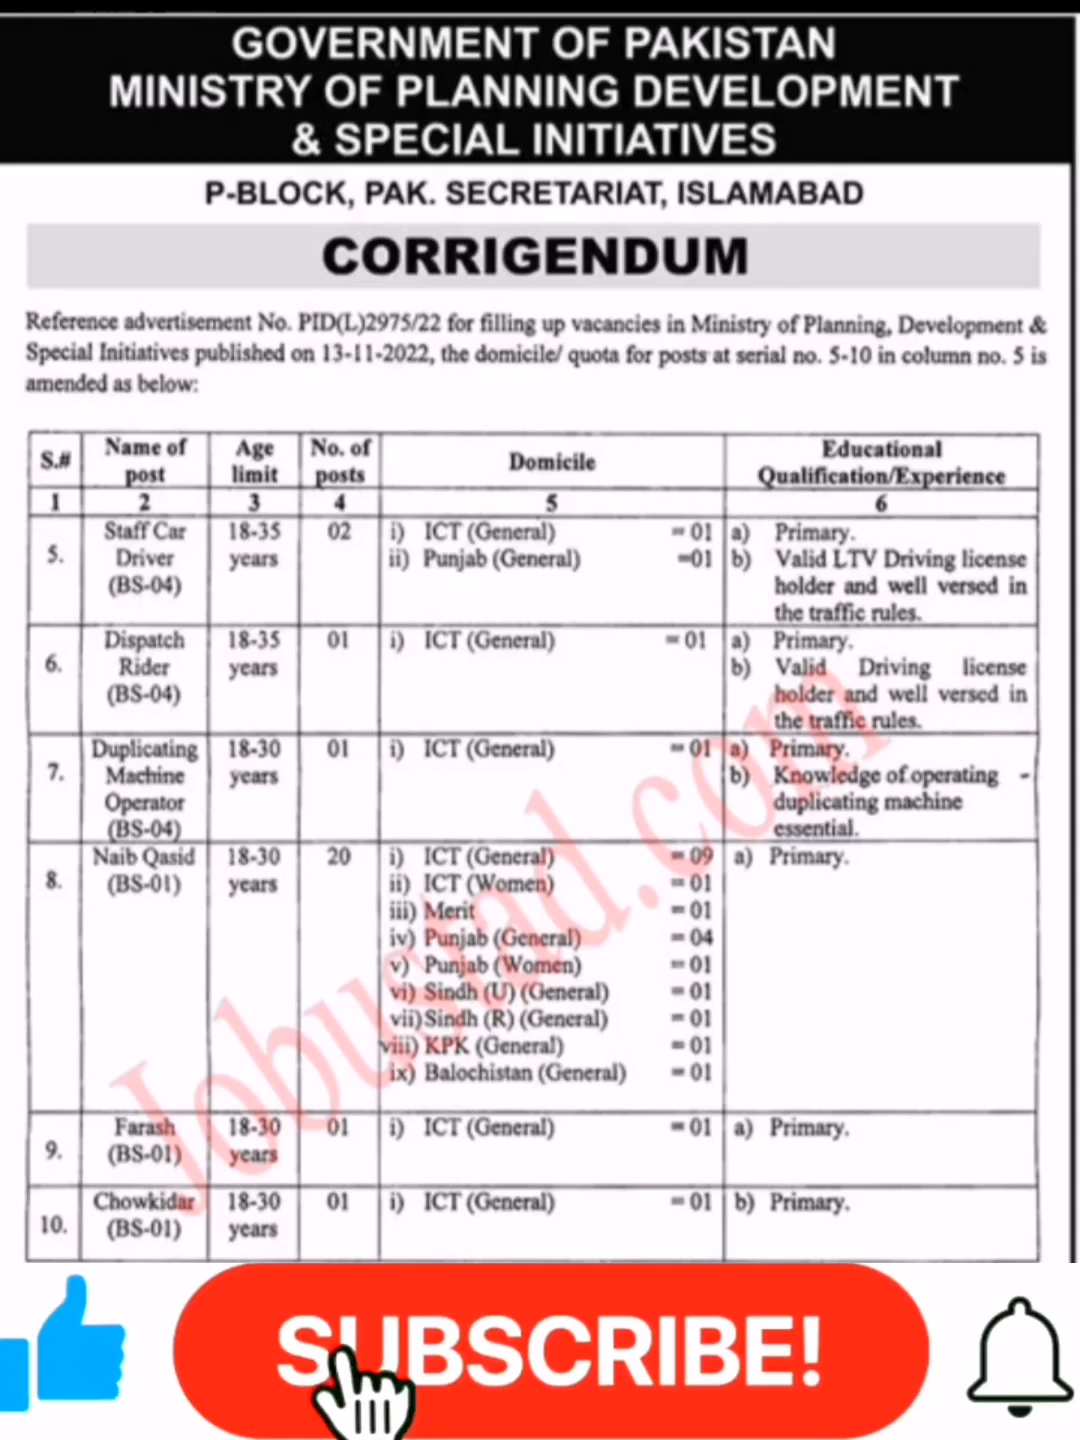 GOVERNMENT OF PAKISTAN
MINISTRY OF PLANNING DEVELOPMENT
& SPECIAL INITIATIVES
P-BLOCK, PAK. SECRETARIAT, ISLAMABAD
CORRIGENDUM
Reference advertisement No. PID(L)2975/22 for filling up vacancies in Ministry of Planning, Development &
Special Initiatives published on 13-11-2022, the domicile/ quota for posts at serial no. 5-10 in column no. 5 is
amended as below:
S.# Name of post Age limit No. of posts Domicile Educational Qualification/Experience
1 2 3 4 5 6
5. Staff Car Driver (BS-04) 18-35 years 02 i) ICT (General) = 01 a) Primary.
ii) Punjab (General) =01 b) Valid LTV Driving license
holder and well versed in
the traffic rules.
6. Dispatch Rider (BS-04) 18-35 years 01 i) ICT (General) = 01 a) Primary.
b) Valid Driving license
holder and well versed in
the traffic rules.
7. Duplicating Machine Operator (BS-04) 18-30 years 01 i) ICT (General) = 01 a) Primary.
b) Knowledge of operating -
duplicating machine
essential.
8. Naib Qasid (BS-01) 18-30 years 20 i) ICT (General) = 09 a) Primary.
ii) ICT (Women) = 01
iii) Merit = 01
iv) Punjab (General) = 04
v) Punjab (Women) = 01
vi) Sindh (U) (General) = 01
vii) Sindh (R) (General) = 01
viii) KPK (General) = 01
ix) Balochistan (General) = 01
9. Farash (BS-01) 18-30 years 01 i) ICT (General) = 01 a) Primary.
10. Chowkidar (BS-01) 18-30 years 01 i) ICT (General) = 01 b) Primary.
Jobustad.com
SUBSCRIBE!